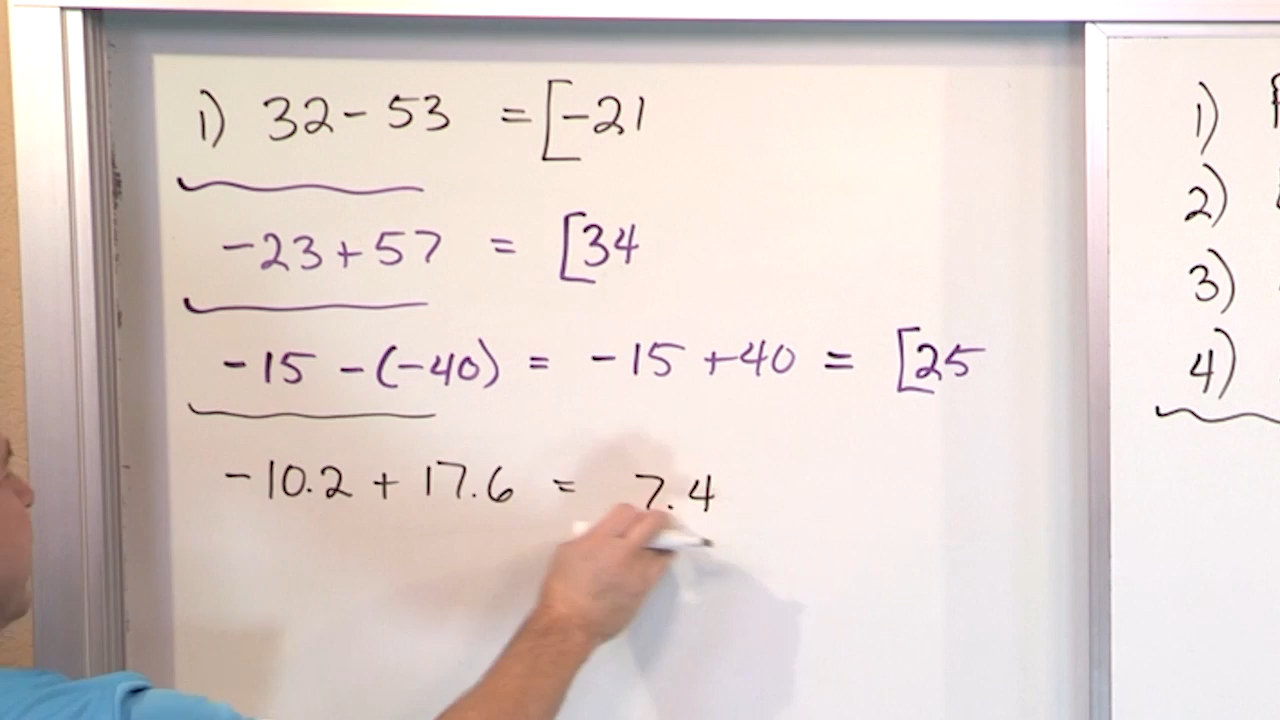 1) 32 - 53 = [-21
-23 + 57 = [34
-15 - (-40) = -15 + 40 = [25
-10.2 + 17.6 = 7.4
1)
2)
3)
4)